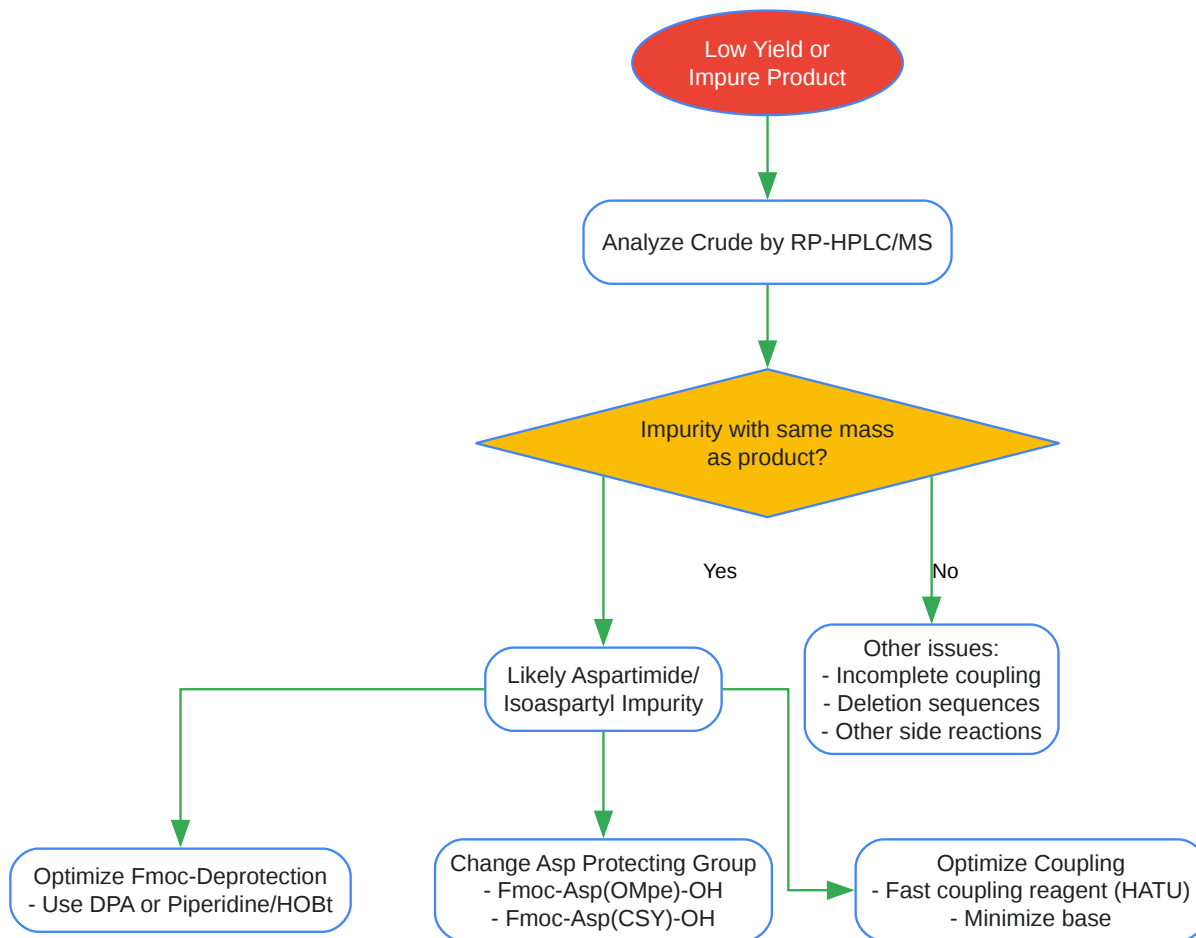 Low Yield or
Impure Product
Analyze Crude by RP-HPLC/MS
Impurity with same mass
as product?
Yes
No
Likely Aspartimide/
Isoaspartyl Impurity
Other issues:
- Incomplete coupling
- Deletion sequences
- Other side reactions
Optimize Fmoc-Deprotection
- Use DPA or Piperidine/HOBt
Change Asp Protecting Group
- Fmoc-Asp(OMpe)-OH
- Fmoc-Asp(CSY)-OH
Optimize Coupling
- Fast coupling reagent (HATU)
- Minimize base